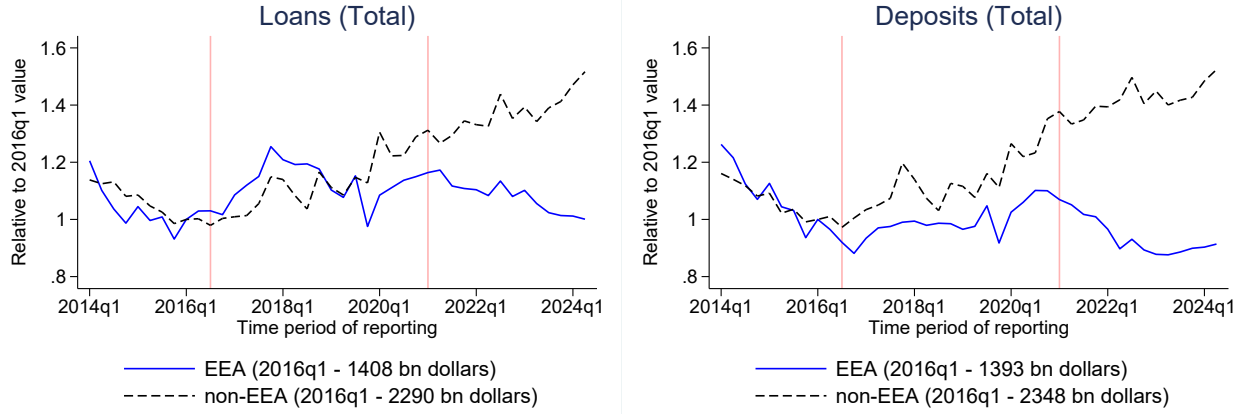 Loans (Total)
Relative to 2016q1 value
1.6
1.4
1.2
1
.8
2014q1 2016q1 2018q1 2020q1 2022q1 2024q1
Time period of reporting
EEA (2016q1 - 1408 bn dollars)
non-EEA (2016q1 - 2290 bn dollars)
Deposits (Total)
Relative to 2016q1 value
1.6
1.4
1.2
1
.8
2014q1 2016q1 2018q1 2020q1 2022q1 2024q1
Time period of reporting
EEA (2016q1 - 1393 bn dollars)
non-EEA (2016q1 - 2348 bn dollars)